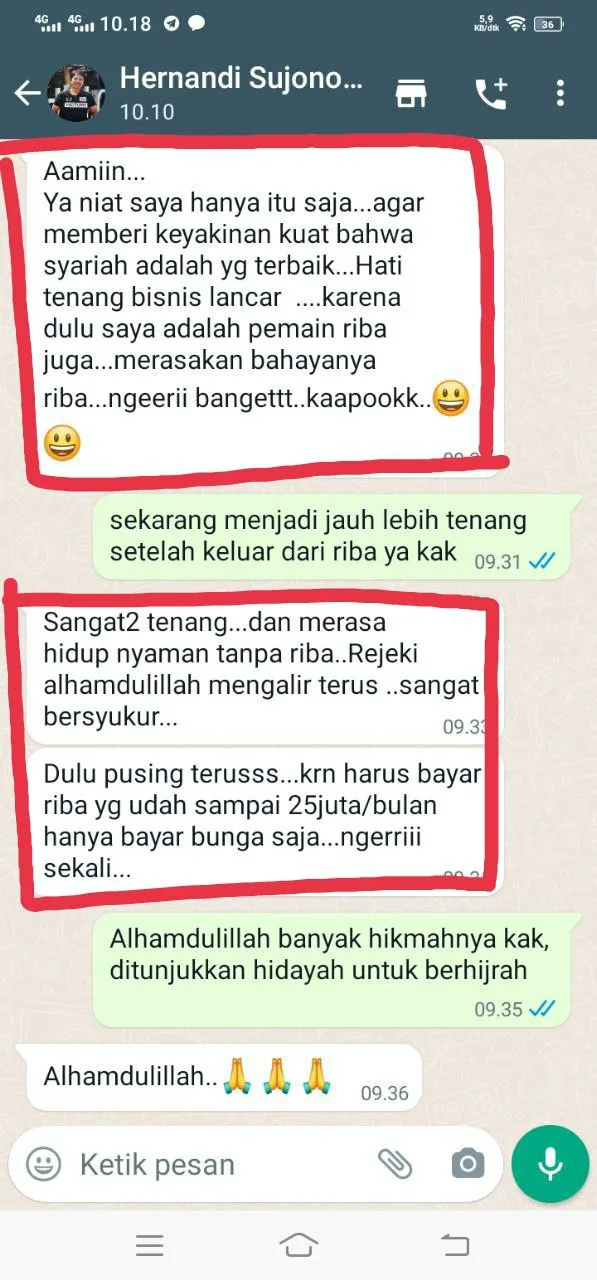 4G 4G 10.18 5,9 KB/dtk 36
Hernandi Sujono...
10.10
Aamiin...
Ya niat saya hanya itu saja...agar
memberi keyakinan kuat bahwa
syariah adalah yg terbaik...Hati
tenang bisnis lancar ....karena
dulu saya adalah pemain riba
juga...merasakan bahayanya
riba...ngeerii bangettt..kaapookk..😃
😃
sekarang menjadi jauh lebih tenang
setelah keluar dari riba ya kak 09.31
Sangat2 tenang...dan merasa
hidup nyaman tanpa riba..Rejeki
alhamdulillah mengalir terus ..sangat
bersyukur...
09.33
Dulu pusing terusss...krn harus bayar
riba yg udah sampai 25juta/bulan
hanya bayar bunga saja...ngerriii
sekali...
Alhamdulillah banyak hikmahnya kak,
ditunjukkan hidayah untuk berhijrah
09.35
Alhamdulillah..🙏🙏🙏 09.36
Ketik pesan